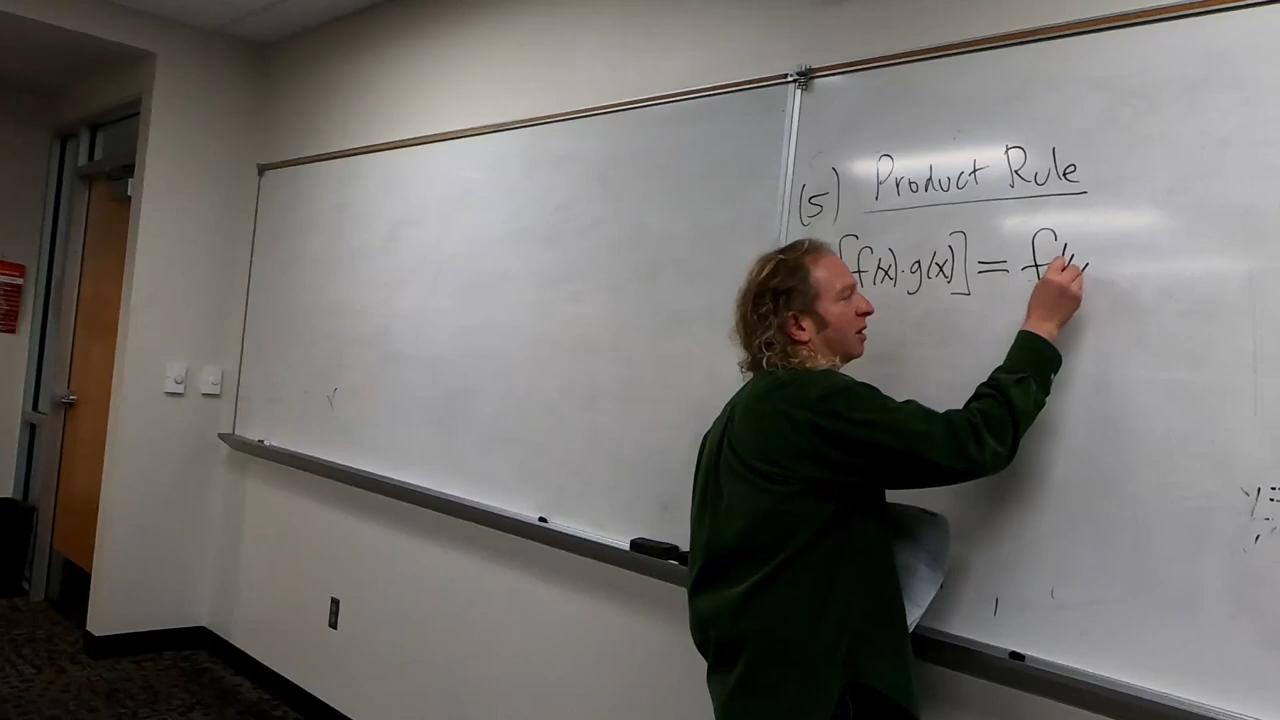 (5) Product Rule
[f(x)·g(x)] = f'
y=